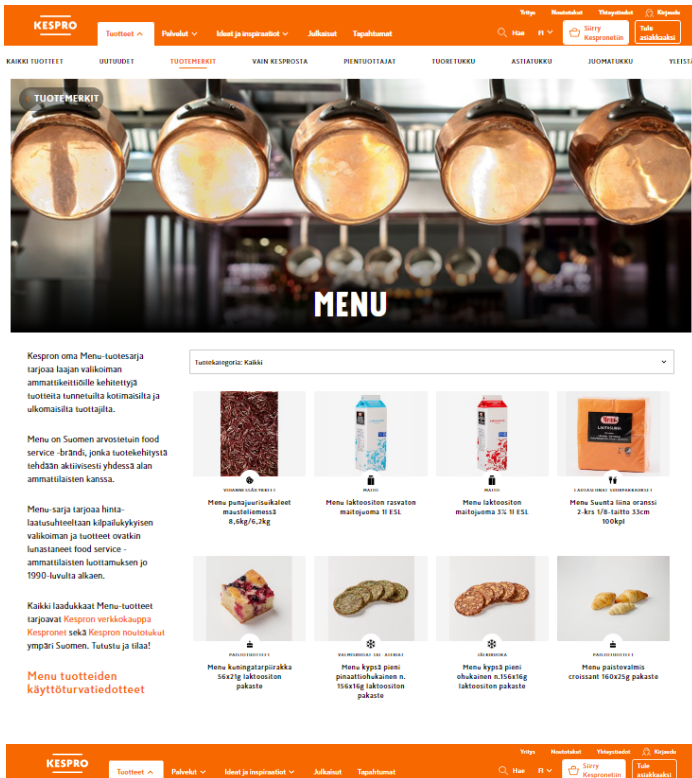 Yritys Noutotukut Yhteystiedot Kirjaudu
KESPRO
Tuotteet Palvelut Ideat ja inspiraatiot Julkaisut Tapahtumat Hae FI Siirry Kespronetiin Tule asiakkaaksi
KAIKKI TUOTTEET UUTUUDET TUOTEMERKIT VAIN KESPROSTA PIENTUOTTAJAT TUORETUKKU ASTIATUKKU JUOMATUKKU YLEISTÄ
TUOTEMERKIT
MENU
Kespron oma Menu-tuotesarja
tarjoaa laajan valikoiman
ammattikeittiöille kehitettyjä
tuotteita tunnetuilta kotimaisilta ja
ulkomaisilta tuottajilta.
Menu on Suomen arvostetuin food
service -brändi, jonka tuotekehitystä
tehdään aktiivisesti yhdessä alan
ammattilaisten kanssa.
Menu-sarja tarjoaa hinta-
laatusuhteeltaan kilpailukykyisen
valikoiman ja tuotteet ovatkin
lunastaneet food service -
ammattilaisten luottamuksen jo
1990-luvulta alkaen.
Kaikki laadukkaat Menu-tuotteet
tarjoavat Kespron verkkokauppa
Kespronet sekä Kespron noutotukut
ympäri Suomen. Tutustu ja tilaa!
Menu tuotteiden
käyttöturvatiedotteet
Tuotekategoria: Kaikki
VIHANNESSÄILYKKEET
Menu punajuurisuikaleet
mausteliemessä
8,6kg/6,2kg
MAITO
Menu laktoositon rasvaton
maitojuoma 1l ESL
MAITO
Menu laktoositon
maitojuoma 3% 1l ESL
Menu Suunta liina oranssi
2-krs 1/8-taitto 33cm
100kpl
Menu kuningatarpiirakka
56x21g laktoositon
pakaste
Menu kypsä pieni
pinaattiohukainen n.
156x16g laktoositon
pakaste
Menu kypsä pieni
ohukainen n.156x16g
laktoositon pakaste
Menu paistovalmis
croissant 160x25g pakaste
Yritys Noutotukut Yhteystiedot Kirjaudu
KESPRO
Tuotteet Palvelut Ideat ja inspiraatiot Julkaisut Tapahtumat Hae FI Siirry Kespronetiin Tule asiakkaaksi